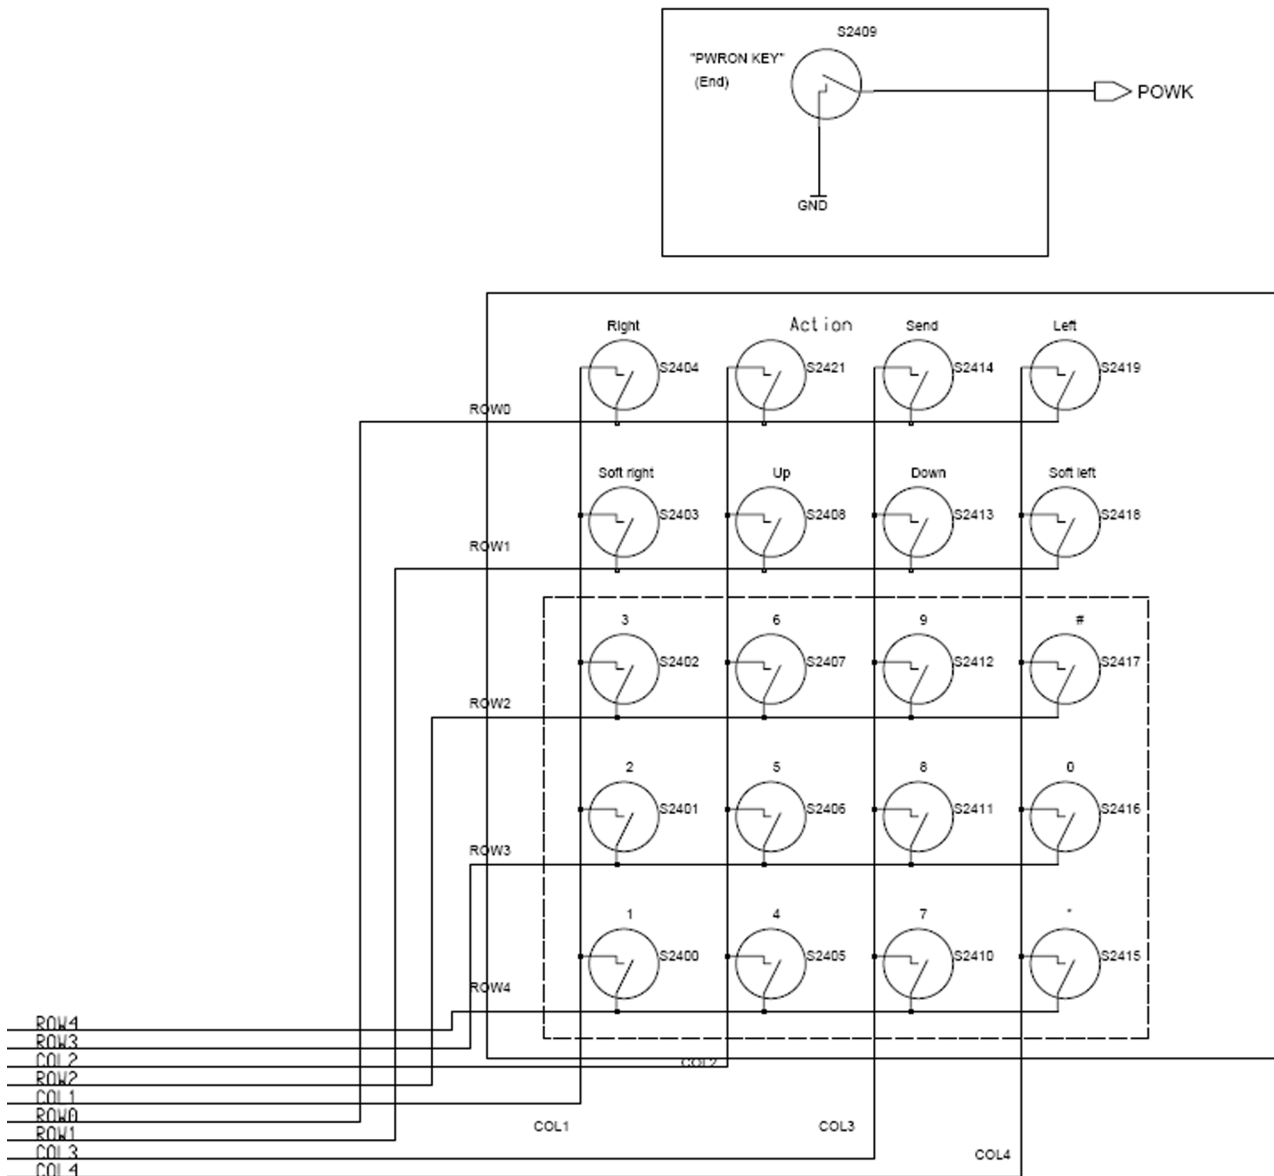 S2409
"PWRON KEY"
(End)
POWK
GND
Right Action Send Left
S2404 S2421 S2414 S2419
ROW0
Soft right Up Down Soft left
S2403 S2408 S2413 S2418
ROW1
3 6 9 #
S2402 S2407 S2412 S2417
ROW2
2 5 8 0
S2401 S2406 S2411 S2416
ROW3
1 4 7 *
S2400 S2405 S2410 S2415
ROW4
ROW4
ROW3
COL2 COL2
ROW2
COL1
ROW0
COL1 COL3
ROW1
COL3 COL4
COL4